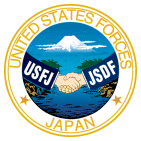 UNITED STATES FORCES
USFJ JSDF
JAPAN